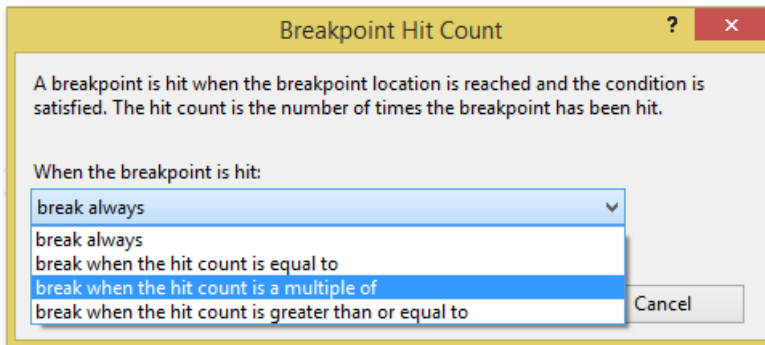 Breakpoint Hit Count
?
A breakpoint is hit when the breakpoint location is reached and the condition is
satisfied. The hit count is the number of times the breakpoint has been hit.
When the breakpoint is hit:
break always
break always
break when the hit count is equal to
break when the hit count is a multiple of
break when the hit count is greater than or equal to
Cancel